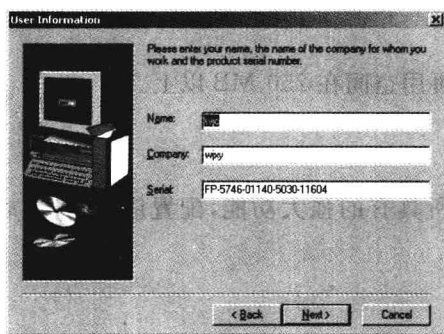 User Information
Please enter your name, the name of the company for whom you
work and the product serial number.
Name:
Company: wpy
Serial: FP-5746-01140-5030-11604
< Back
Next >
Cancel